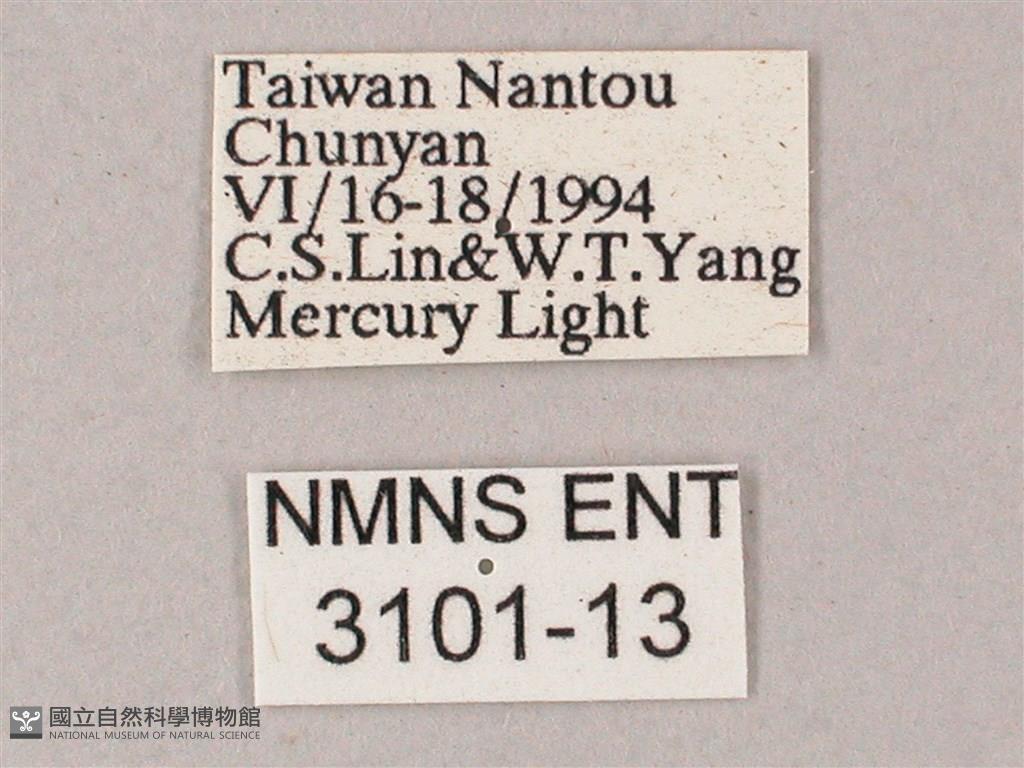 Taiwan Nantou
Chunyan
VI/16-18/1994
C.S.Lin&W.T.Yang
Mercury Light
NMNS ENT
3101-13
國立自然科學博物館
NATIONAL MUSEUM OF NATURAL SCIENCE